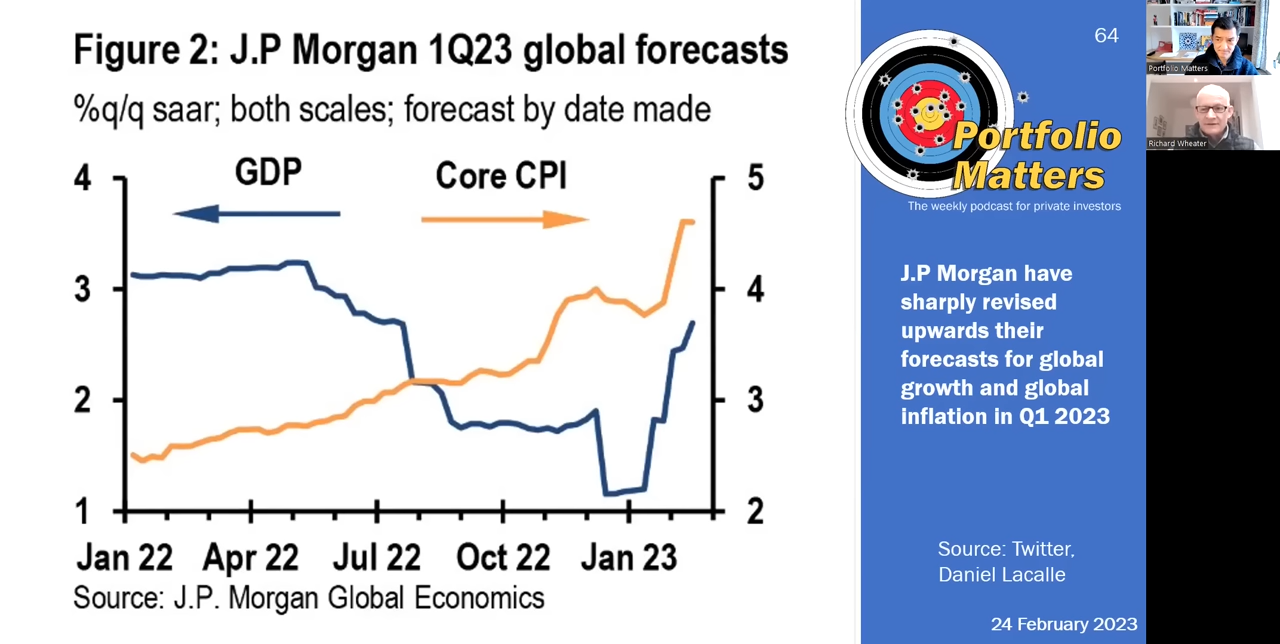 Figure 2: J.P Morgan 1Q23 global forecasts
%q/q saar; both scales; forecast by date made
GDP
Core CPI
4
3
2
1
5
4
3
2
Jan 22 Apr 22 Jul 22 Oct 22 Jan 23
Source: J.P. Morgan Global Economics
64
Portfolio
Matters
The weekly podcast for private investors
J.P Morgan have
sharply revised
upwards their
forecasts for global
growth and global
inflation in Q1 2023
Source: Twitter,
Daniel Lacalle
24 February 2023
Portfolio Matters
Richard Wheater